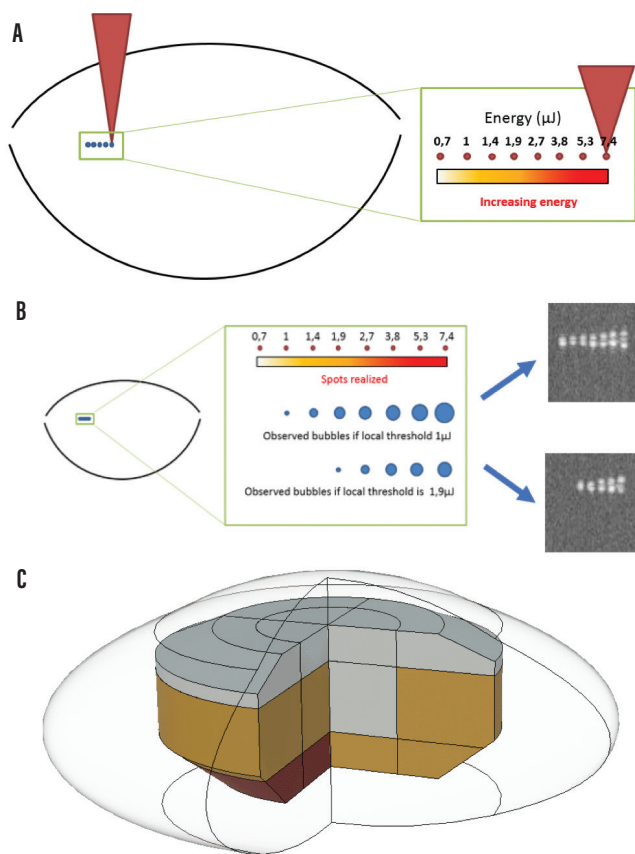 A
Energy (µJ)
0,7 1 1,4 1,9 2,7 3,8 5,3 7,4
Increasing energy
B
0,7 1 1,4 1,9 2,7 3,8 5,3 7,4
Spots realized
Observed bubbles if local threshold 1µJ
Observed bubbles if local threshold is 1,9µJ
C